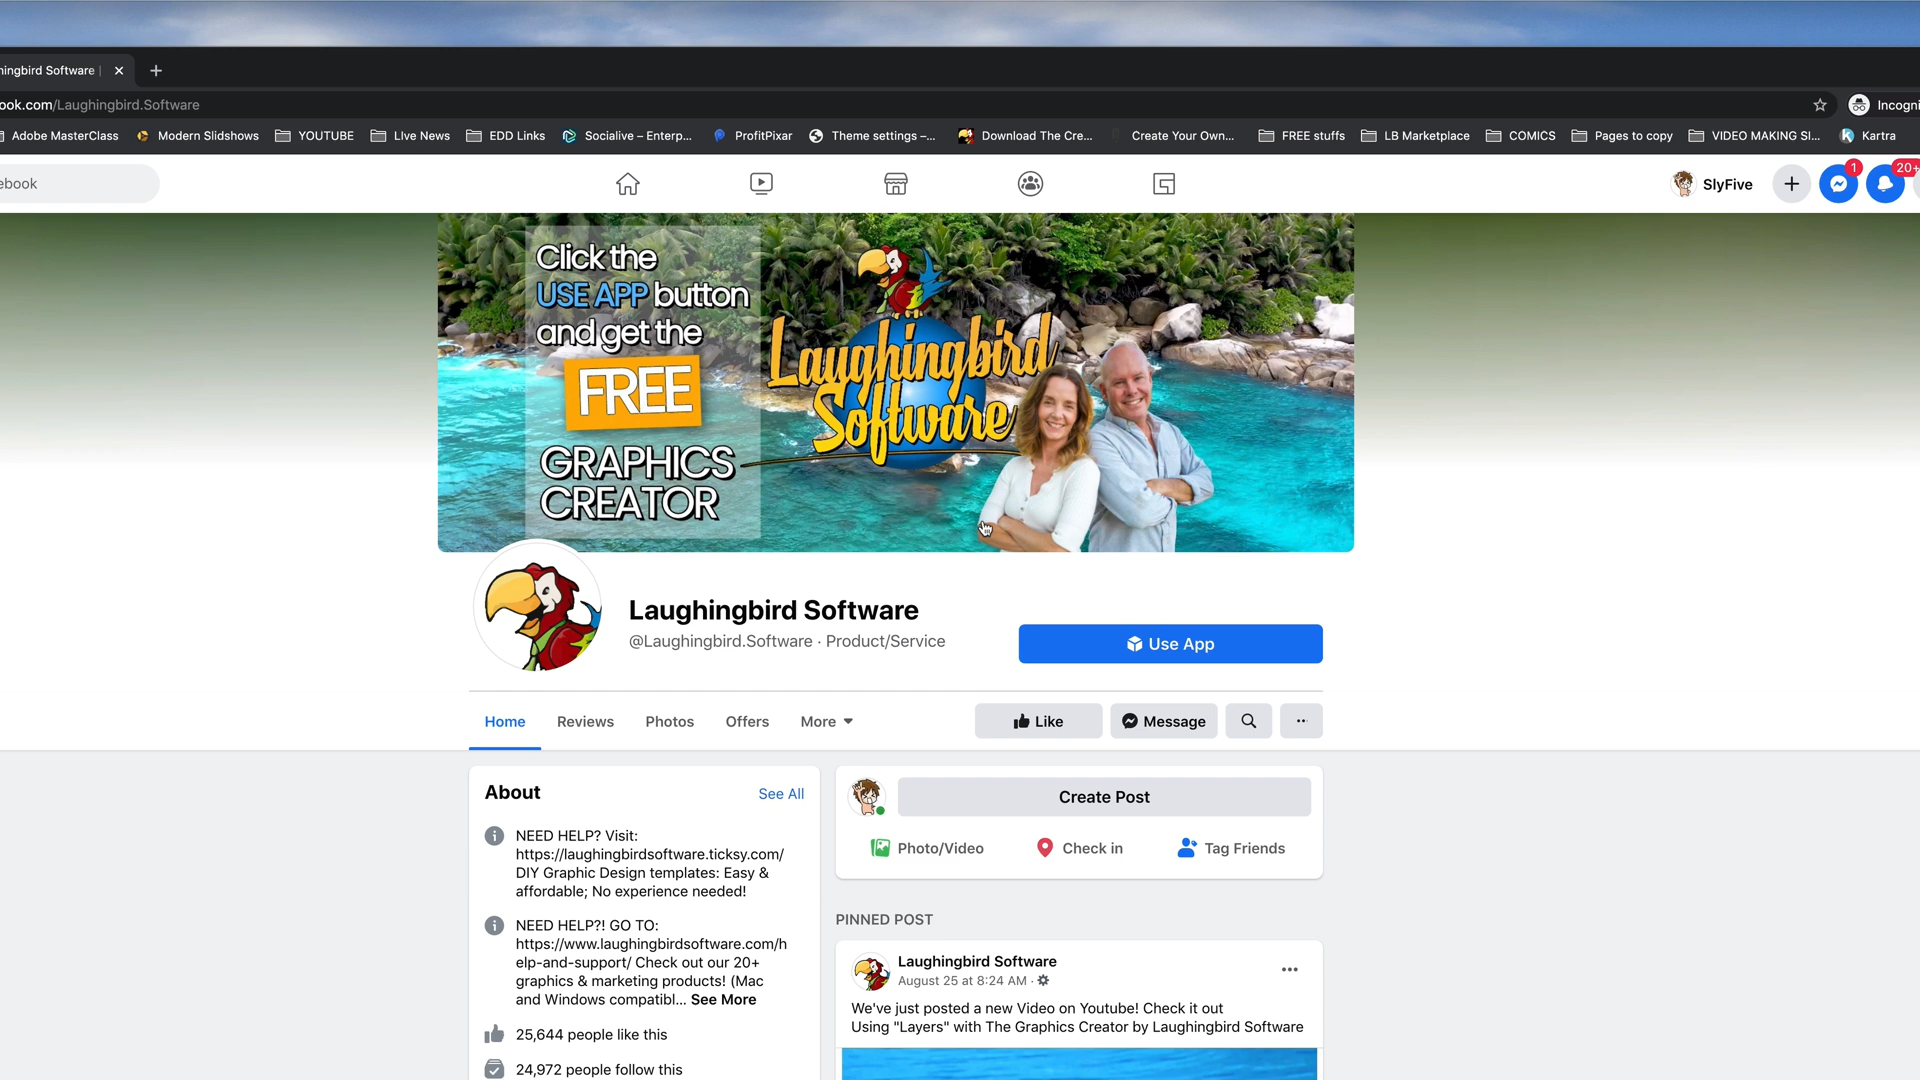 ningbird Software |
ook.com/Laughingbird.Software
Incogni
Adobe MasterClass
Modern Slidshows
YOUTUBE
LIve News
EDD Links
Socialive – Enterp...
ProfitPixar
Theme settings –...
Download The Cre...
Create Your Own...
FREE stuffs
LB Marketplace
COMICS
Pages to copy
VIDEO MAKING SI...
Kartra
ebook
SlyFive
1
20+
Click the
USE APP button
and get the
FREE
GRAPHICS
CREATOR
Laughingbird
Software
Laughingbird Software
@Laughingbird.Software · Product/Service
Use App
Home
Reviews
Photos
Offers
More
Like
Message
About
See All
NEED HELP? Visit:
https://laughingbirdsoftware.ticksy.com/
DIY Graphic Design templates: Easy &
affordable; No experience needed!
NEED HELP?! GO TO:
https://www.laughingbirdsoftware.com/h
elp-and-support/ Check out our 20+
graphics & marketing products! (Mac
and Windows compatibl... See More
25,644 people like this
24,972 people follow this
Create Post
Photo/Video
Check in
Tag Friends
PINNED POST
Laughingbird Software
August 25 at 8:24 AM ·
We've just posted a new Video on Youtube! Check it out
Using "Layers" with The Graphics Creator by Laughingbird Software